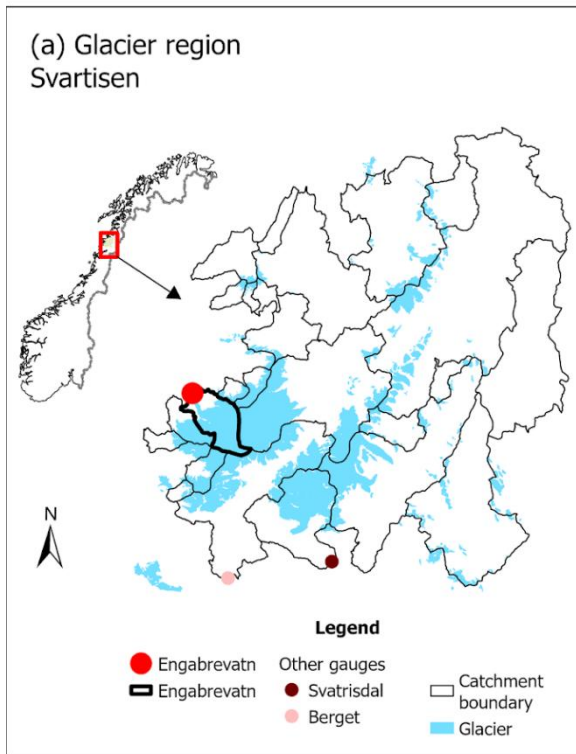 (a) Glacier region
Svartisen
N
Legend
Engabrevatn
Engabrevatn
Other gauges
Svatrisdal
Berget
Catchment
boundary
Glacier